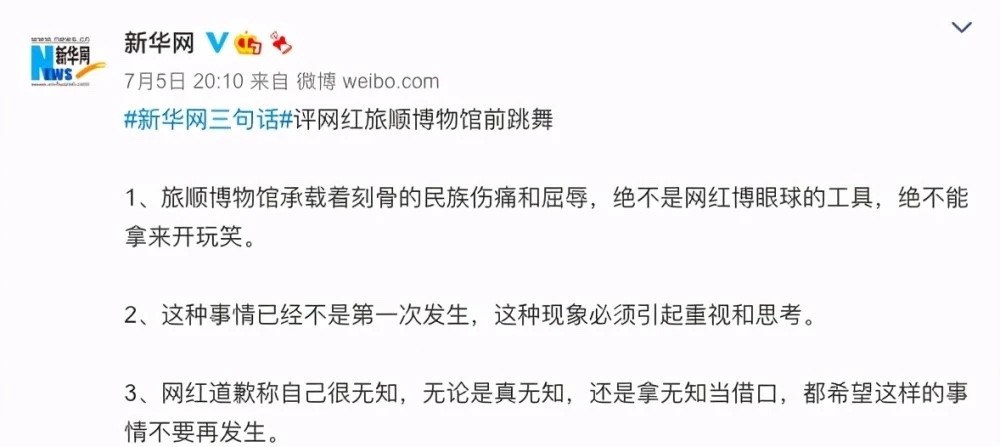 www.news.cn
新华网
NEWS
新华网
7月5日 20:10 来自 微博 weibo.com
#新华网三句话#评网红旅顺博物馆前跳舞
1、旅顺博物馆承载着刻骨的民族伤痛和屈辱，绝不是网红博眼球的工具，绝不能
拿来开玩笑。
2、这种事情已经不是第一次发生，这种现象必须引起重视和思考。
3、网红道歉称自己很无知，无论是真无知，还是拿无知当借口，都希望这样的事
情不要再发生。